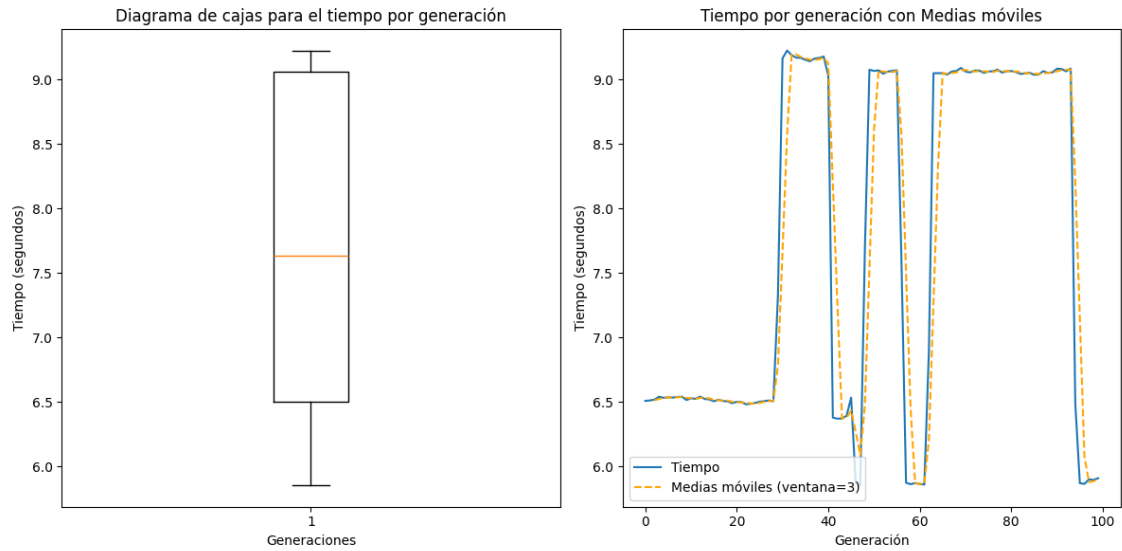 Diagrama de cajas para el tiempo por generación
Tiempo (segundos)
9.0
8.5
8.0
7.5
7.0
6.5
6.0
1
Generaciones
Tiempo por generación con Medias móviles
Tiempo (segundos)
9.0
8.5
8.0
7.5
7.0
6.5
6.0
Tiempo
Medias móviles (ventana=3)
0 20 40 60 80 100
Generación